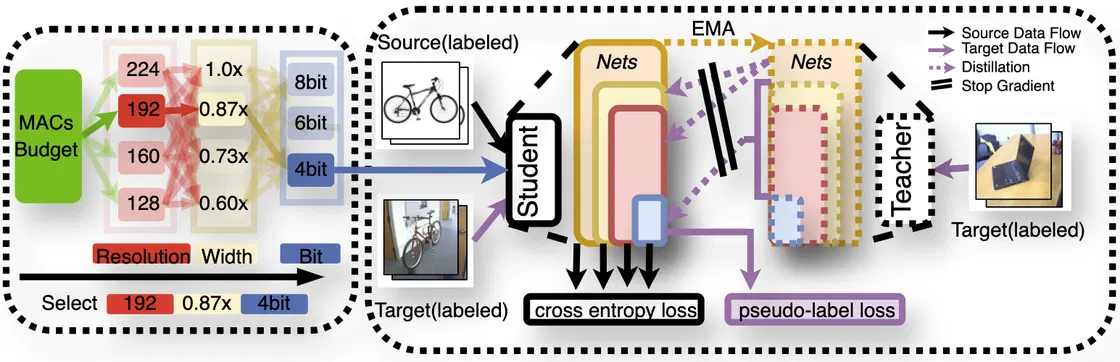 MACs
Budget
224
192
160
128
1.0x
0.87x
0.73x
0.60x
8bit
6bit
4bit
Resolution
Width
Bit
Select
192
0.87x
4bit
Source(labeled)
Target(labeled)
Student
Nets
EMA
Nets
Teacher
Source Data Flow
Target Data Flow
Distillation
Stop Gradient
Target(labeled)
cross entropy loss
pseudo-label loss